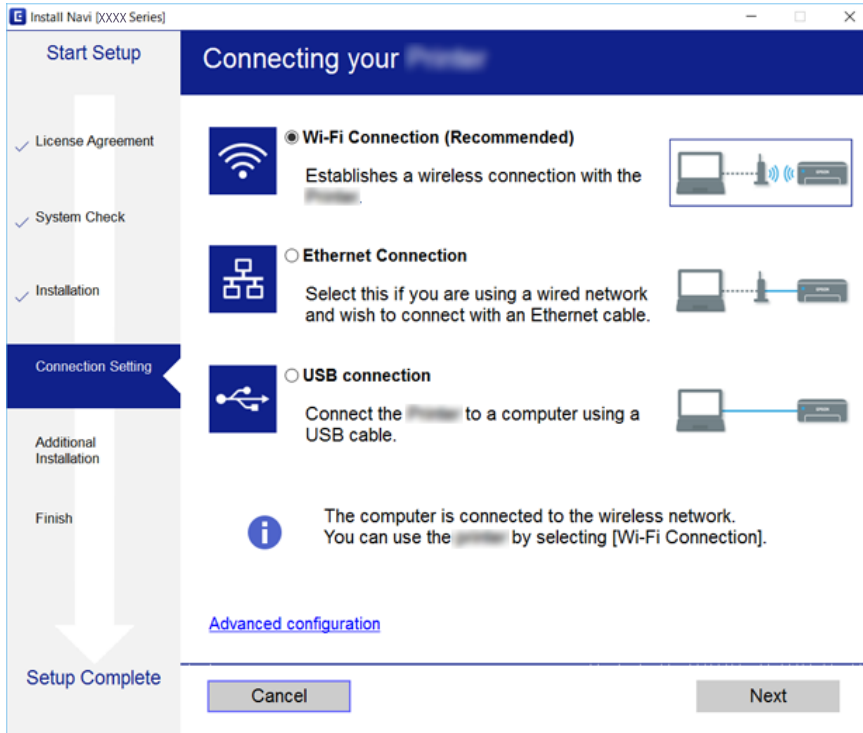 Install Navi [XXXX Series]
Start Setup
License Agreement
System Check
Installation
Connection Setting
Additional
Installation
Finish
Setup Complete
Connecting your
Wi-Fi Connection (Recommended)
Establishes a wireless connection with the
.
Ethernet Connection
Select this if you are using a wired network
and wish to connect with an Ethernet cable.
USB connection
Connect the to a computer using a
USB cable.
The computer is connected to the wireless network.
You can use the by selecting [Wi-Fi Connection].
Advanced configuration
Cancel
Next